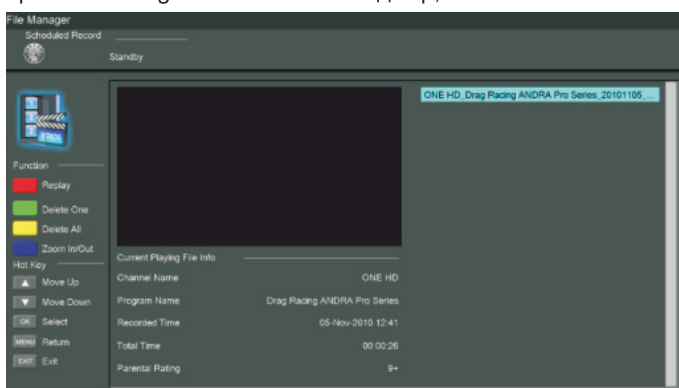 File Manager
Scheduled Record
Standby
ONE HD_Drag Racing ANDRA Pro Series_20101105_...
VIDEOS
Function
Replay
Delete One
Delete All
Zoom In/Out
Hot Key
Move Up
Move Down
OK Select
MENU Return
EXIT Exit
Current Playing File Info
Channel Name ONE HD
Program Name Drag Racing ANDRA Pro Series
Recorded Time 05-Nov-2010 12:41
Total Time 00:00:26
Parental Rating 9+